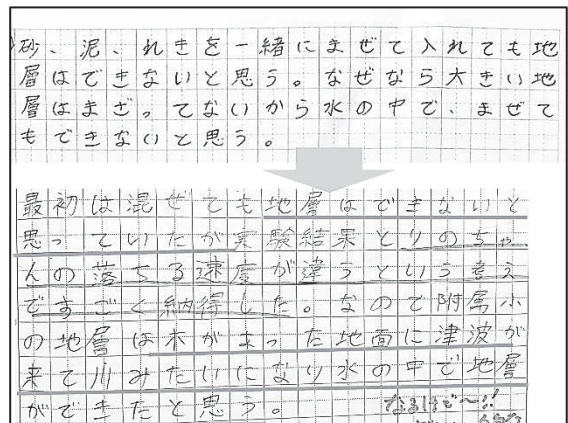 砂、泥、れきを一緒にまぜて入れても地
層はできないと思う。なぜなら大きい地
層はまざってないから水の中で、まぜて
もできないと思う。
最初は混ぜても地層はできないと
思っていたが実験結果とりのちゃ
んの落ちる速度が違うという考え
ですごく納得した。なので附属小
の地層は木がまった地面に津波が
来て川みたいになり水の中で地層
ができたと思う。
なるほど〜!!